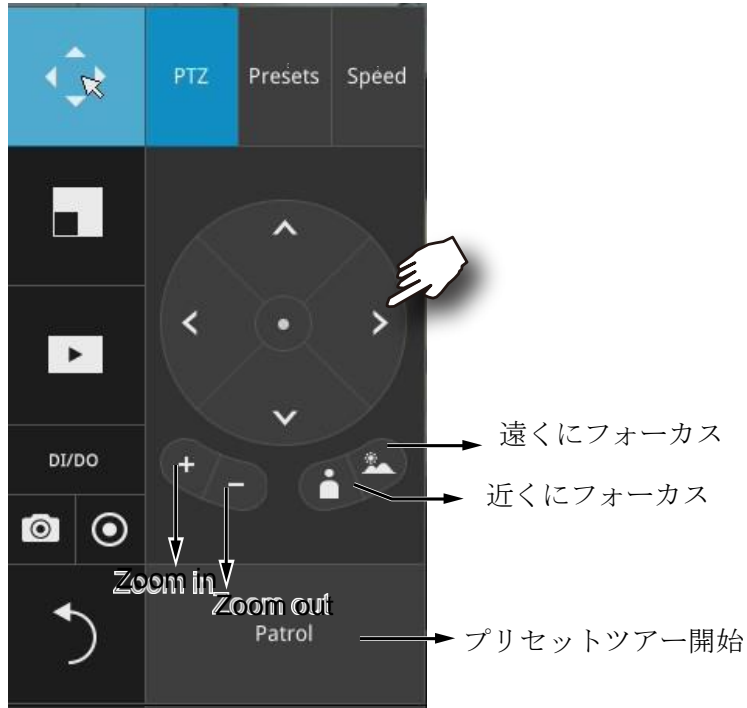 PTZ
Presets
Speed
遠くにフォーカス
DI/DO
近くにフォーカス
Zoom in
Zoom out
Patrol
プリセットツアー開始